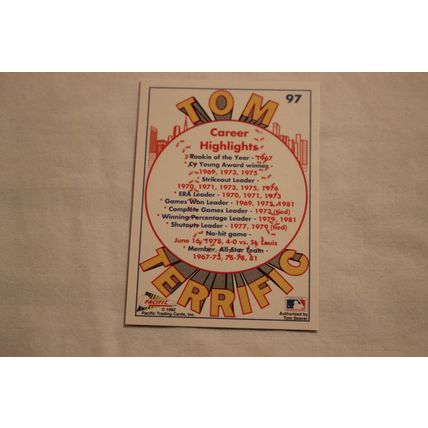 97
TOM
Career
Highlights
* Rookie of the Year - 1967
* Cy Young Award winner -
1969, 1973, 1975
* Strikeout Leader -
1970, 1971, 1973, 1975, 1976
* ERA Leader - 1970, 1971, 1973
* Games Won Leader - 1969, 1975, 1981
* Complete Games Leader - 1973 (tied)
* Winning Percentage Leader - 1979, 1981
* Shutouts Leader - 1977, 1979 (tied)
* No-hit game -
June 16, 1978, 4-0 vs. St. Louis
* Member, All-Star Team -
1967-73, 75-78, 81
TERRIFIC
PACIFIC
© 1992
Pacific Trading Cards, Inc.
Authorized by
Tom Seaver